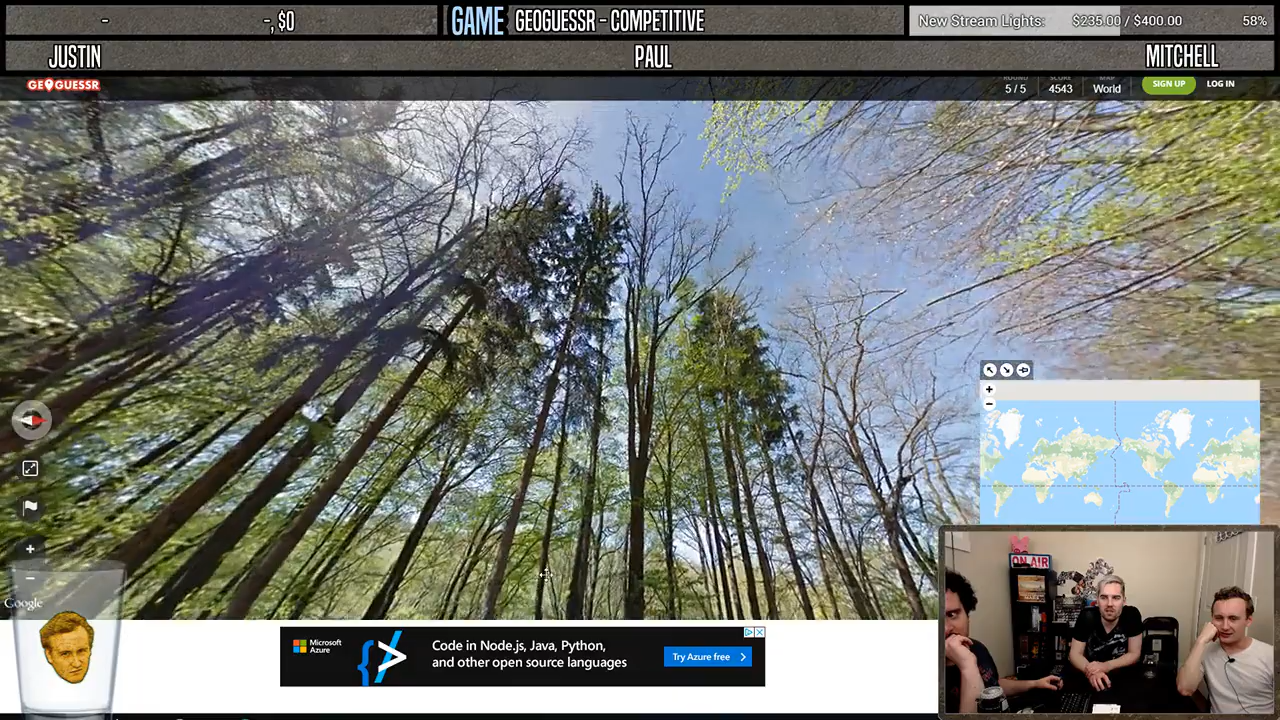 -
-, $0
GAME GEOGUESSR - COMPETITIVE
New Stream Lights: $235.00 / $400.00 58%
JUSTIN
PAUL
MITCHELL
GEOGUESSR
ROUND
5 / 5
SCORE
4543
MAP
World
SIGN UP
LOG IN
Google
Microsoft
Azure
Code in Node.js, Java, Python,
and other open source languages
Try Azure free >
ON AIR